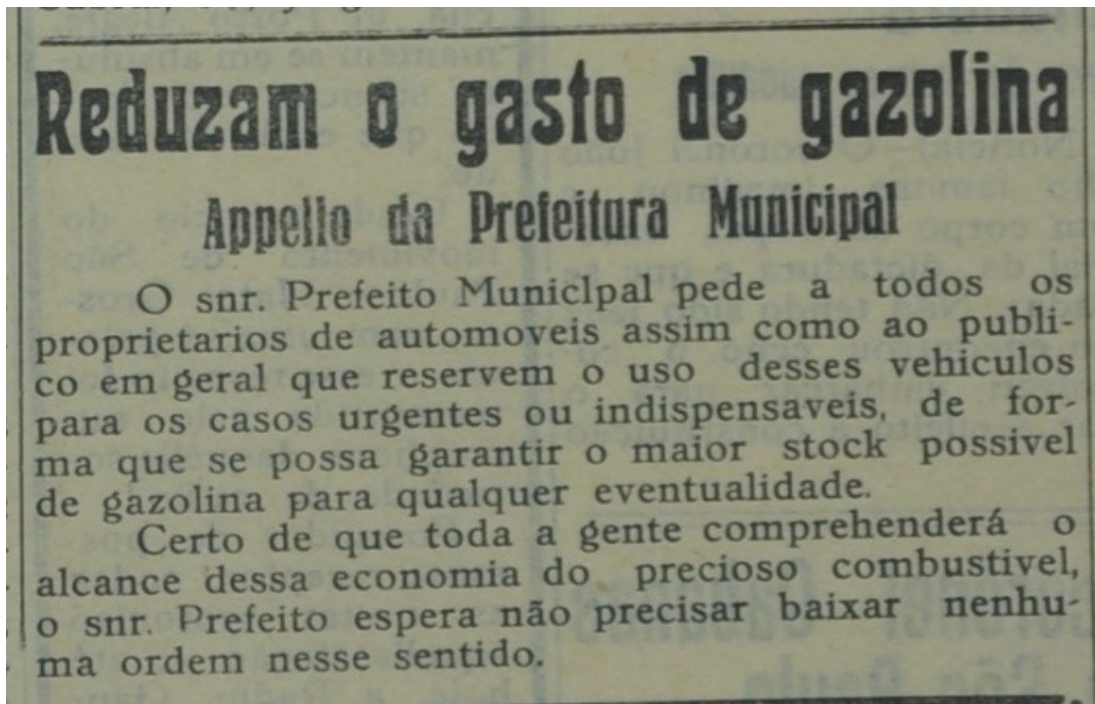 Reduzam o gasto de gazolina
Appello da Prefeitura Municipal
O snr. Prefeito Municlpal pede a todos os
proprietarios de automoveis assim como ao publi-
co em geral que reservem o uso desses vehiculos
para os casos urgentes ou indispensaveis, de for-
ma que se possa garantir o maior stock possivel
de gazolina para qualquer eventualidade.
Certo de que toda a gente comprehenderá o
alcance dessa economia do precioso combustivel,
o snr. Prefeito espera não precisar baixar nenhu-
ma ordem nesse sentido.